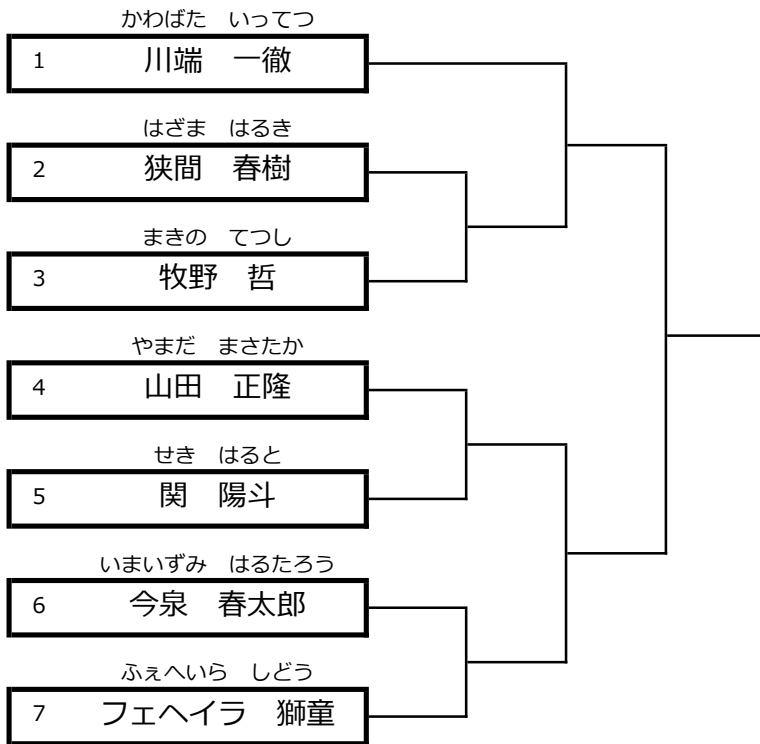 かわばた　いってつ
1　川端　一徹
はざま　はるき
2　狭間　春樹
まきの　てつし
3　牧野　哲
やまだ　まさたか
4　山田　正隆
せき　はると
5　関　陽斗
いまいずみ　はるたろう
6　今泉　春太郎
ふぇへいら　しどう
7　フェヘイラ　獅童